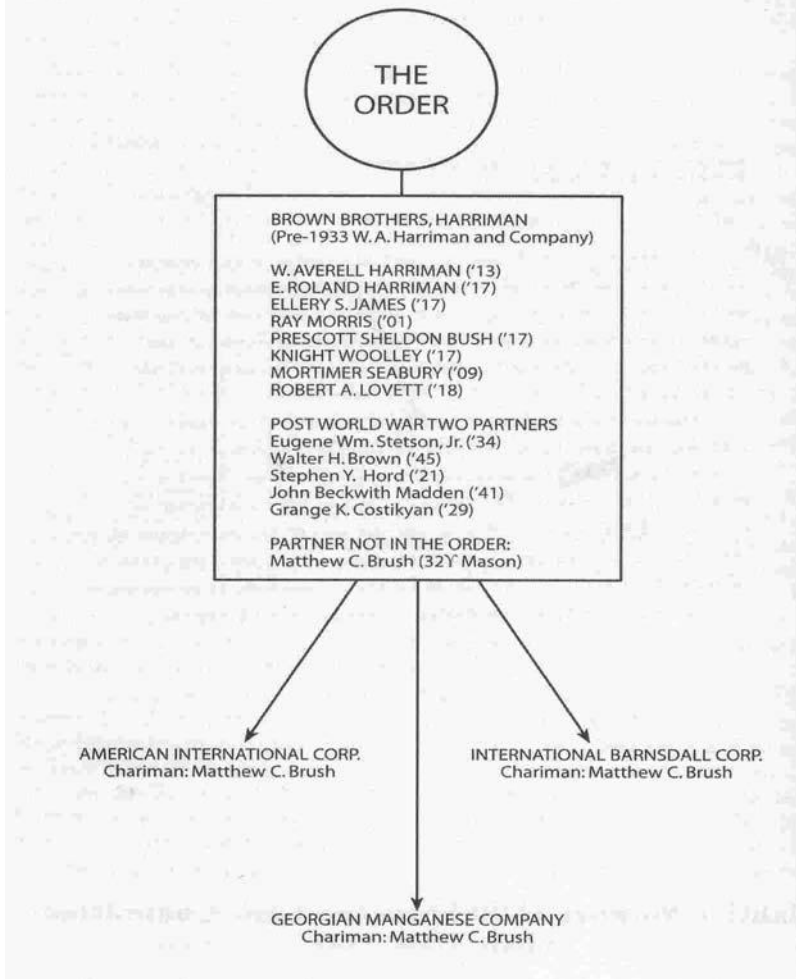 THE
ORDER
BROWN BROTHERS, HARRIMAN
(Pre-1933 W. A. Harriman and Company)
W. AVERELL HARRIMAN ('13)
E. ROLAND HARRIMAN ('17)
ELLERY S. JAMES ('17)
RAY MORRIS ('01)
PRESCOTT SHELDON BUSH ('17)
KNIGHT WOOLLEY ('17)
MORTIMER SEABURY ('09)
ROBERT A. LOVETT ('18)
POST WORLD WAR TWO PARTNERS
Eugene Wm. Stetson, Jr. ('34)
Walter H. Brown ('45)
Stephen Y. Hord ('21)
John Beckwith Madden ('41)
Grange K. Costikyan ('29)
PARTNER NOT IN THE ORDER:
Matthew C. Brush (32Ÿ Mason)
AMERICAN INTERNATIONAL CORP.
Chariman: Matthew C. Brush
INTERNATIONAL BARNSDALL CORP.
Chariman: Matthew C. Brush
GEORGIAN MANGANESE COMPANY
Chariman: Matthew C. Brush